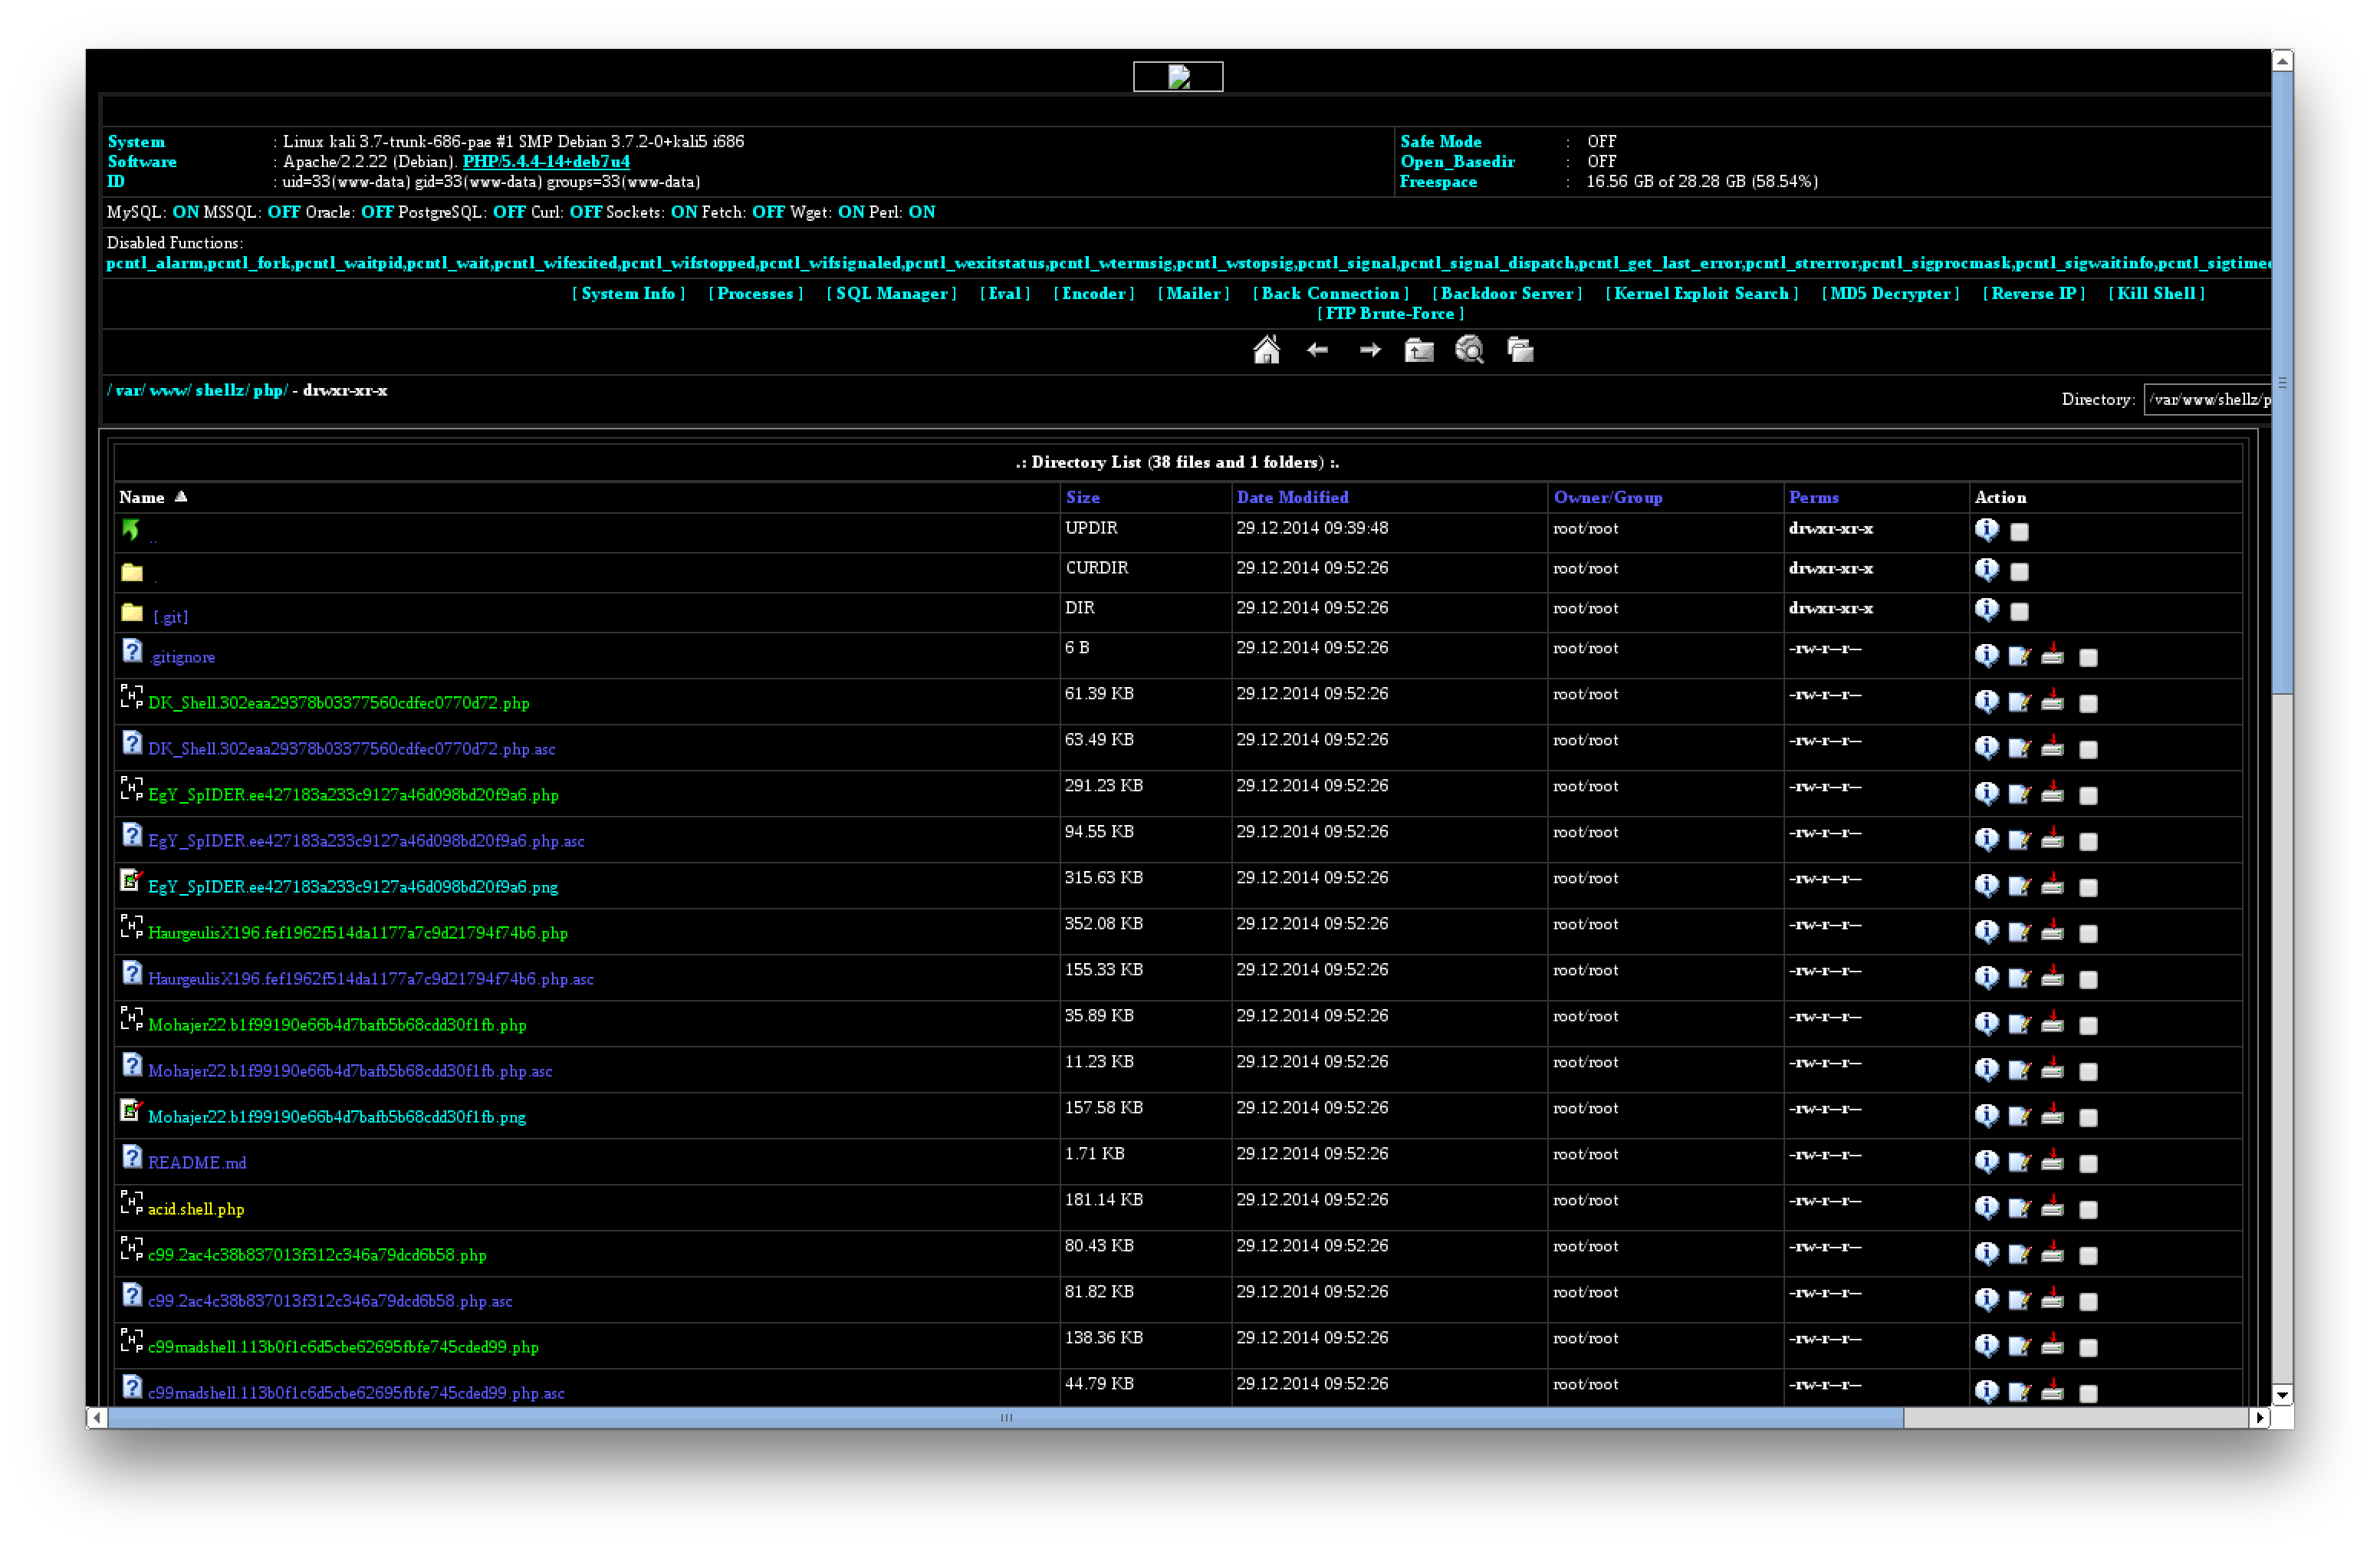 System : Linux kali 3.7-trunk-686-pae #1 SMP Debian 3.7.2-0+kali5 i686 Safe Mode : OFF
Software : Apache/2.2.22 (Debian). PHP/5.4.4-14+deb7u4 Open_Basedir : OFF
ID : uid=33(www-data) gid=33(www-data) groups=33(www-data) Freespace : 16.56 GB of 28.28 GB (58.54%)
MySQL: ON MSSQL: OFF Oracle: OFF PostgreSQL: OFF Curl: OFF Sockets: ON Fetch: OFF Wget: ON Perl: ON
Disabled Functions:
pcntl_alarm,pcntl_fork,pcntl_waitpid,pcntl_wait,pcntl_wifexited,pcntl_wifstopped,pcntl_wifsignaled,pcntl_wexitstatus,pcntl_wtermsig,pcntl_wstopsig,pcntl_signal,pcntl_signal_dispatch,pcntl_get_last_error,pcntl_strerror,pcntl_sigprocmask,pcntl_sigwaitinfo,pcntl_sigtimec
[ System Info ] [ Processes ] [ SQL Manager ] [ Eval ] [ Encoder ] [ Mailer ] [ Back Connection ] [ Backdoor Server ] [ Kernel Exploit Search ] [ MD5 Decrypter ] [ Reverse IP ] [ Kill Shell ]
[ FTP Brute-Force ]
/ var/ www/ shellz/ php/ - drwxr-xr-x Directory: /var/www/shellz/p
.: Directory List (38 files and 1 folders) :.
Name Size Date Modified Owner/Group Perms Action
.. UPDIR 29.12.2014 09:39:48 root/root drwxr-xr-x
. CURDIR 29.12.2014 09:52:26 root/root drwxr-xr-x
[.git] DIR 29.12.2014 09:52:26 root/root drwxr-xr-x
.gitignore 6 B 29.12.2014 09:52:26 root/root -rw-r--r--
DK_Shell.302eaa29378b03377560cdfec0770d72.php 61.39 KB 29.12.2014 09:52:26 root/root -rw-r--r--
DK_Shell.302eaa29378b03377560cdfec0770d72.php.asc 63.49 KB 29.12.2014 09:52:26 root/root -rw-r--r--
EgY_SpIDER.ee427183a233c9127a46d098bd20f9a6.php 291.23 KB 29.12.2014 09:52:26 root/root -rw-r--r--
EgY_SpIDER.ee427183a233c9127a46d098bd20f9a6.php.asc 94.55 KB 29.12.2014 09:52:26 root/root -rw-r--r--
EgY_SpIDER.ee427183a233c9127a46d098bd20f9a6.png 315.63 KB 29.12.2014 09:52:26 root/root -rw-r--r--
HaurgeulisX196.fef1962f514da1177a7c9d21794f74b6.php 352.08 KB 29.12.2014 09:52:26 root/root -rw-r--r--
HaurgeulisX196.fef1962f514da1177a7c9d21794f74b6.php.asc 155.33 KB 29.12.2014 09:52:26 root/root -rw-r--r--
Mohajer22.b1f99190e66b4d7bafb5b68cdd30f1fb.php 35.89 KB 29.12.2014 09:52:26 root/root -rw-r--r--
Mohajer22.b1f99190e66b4d7bafb5b68cdd30f1fb.php.asc 11.23 KB 29.12.2014 09:52:26 root/root -rw-r--r--
Mohajer22.b1f99190e66b4d7bafb5b68cdd30f1fb.png 157.58 KB 29.12.2014 09:52:26 root/root -rw-r--r--
README.md 1.71 KB 29.12.2014 09:52:26 root/root -rw-r--r--
acid.shell.php 181.14 KB 29.12.2014 09:52:26 root/root -rw-r--r--
c99.2ac4c38b837013f312c346a79dcd6b58.php 80.43 KB 29.12.2014 09:52:26 root/root -rw-r--r--
c99.2ac4c38b837013f312c346a79dcd6b58.php.asc 81.82 KB 29.12.2014 09:52:26 root/root -rw-r--r--
c99madshell.113b0f1c6d5cbe62695fbfe745cded99.php 138.36 KB 29.12.2014 09:52:26 root/root -rw-r--r--
c99madshell.113b0f1c6d5cbe62695fbfe745cded99.php.asc 44.79 KB 29.12.2014 09:52:26 root/root -rw-r--r--